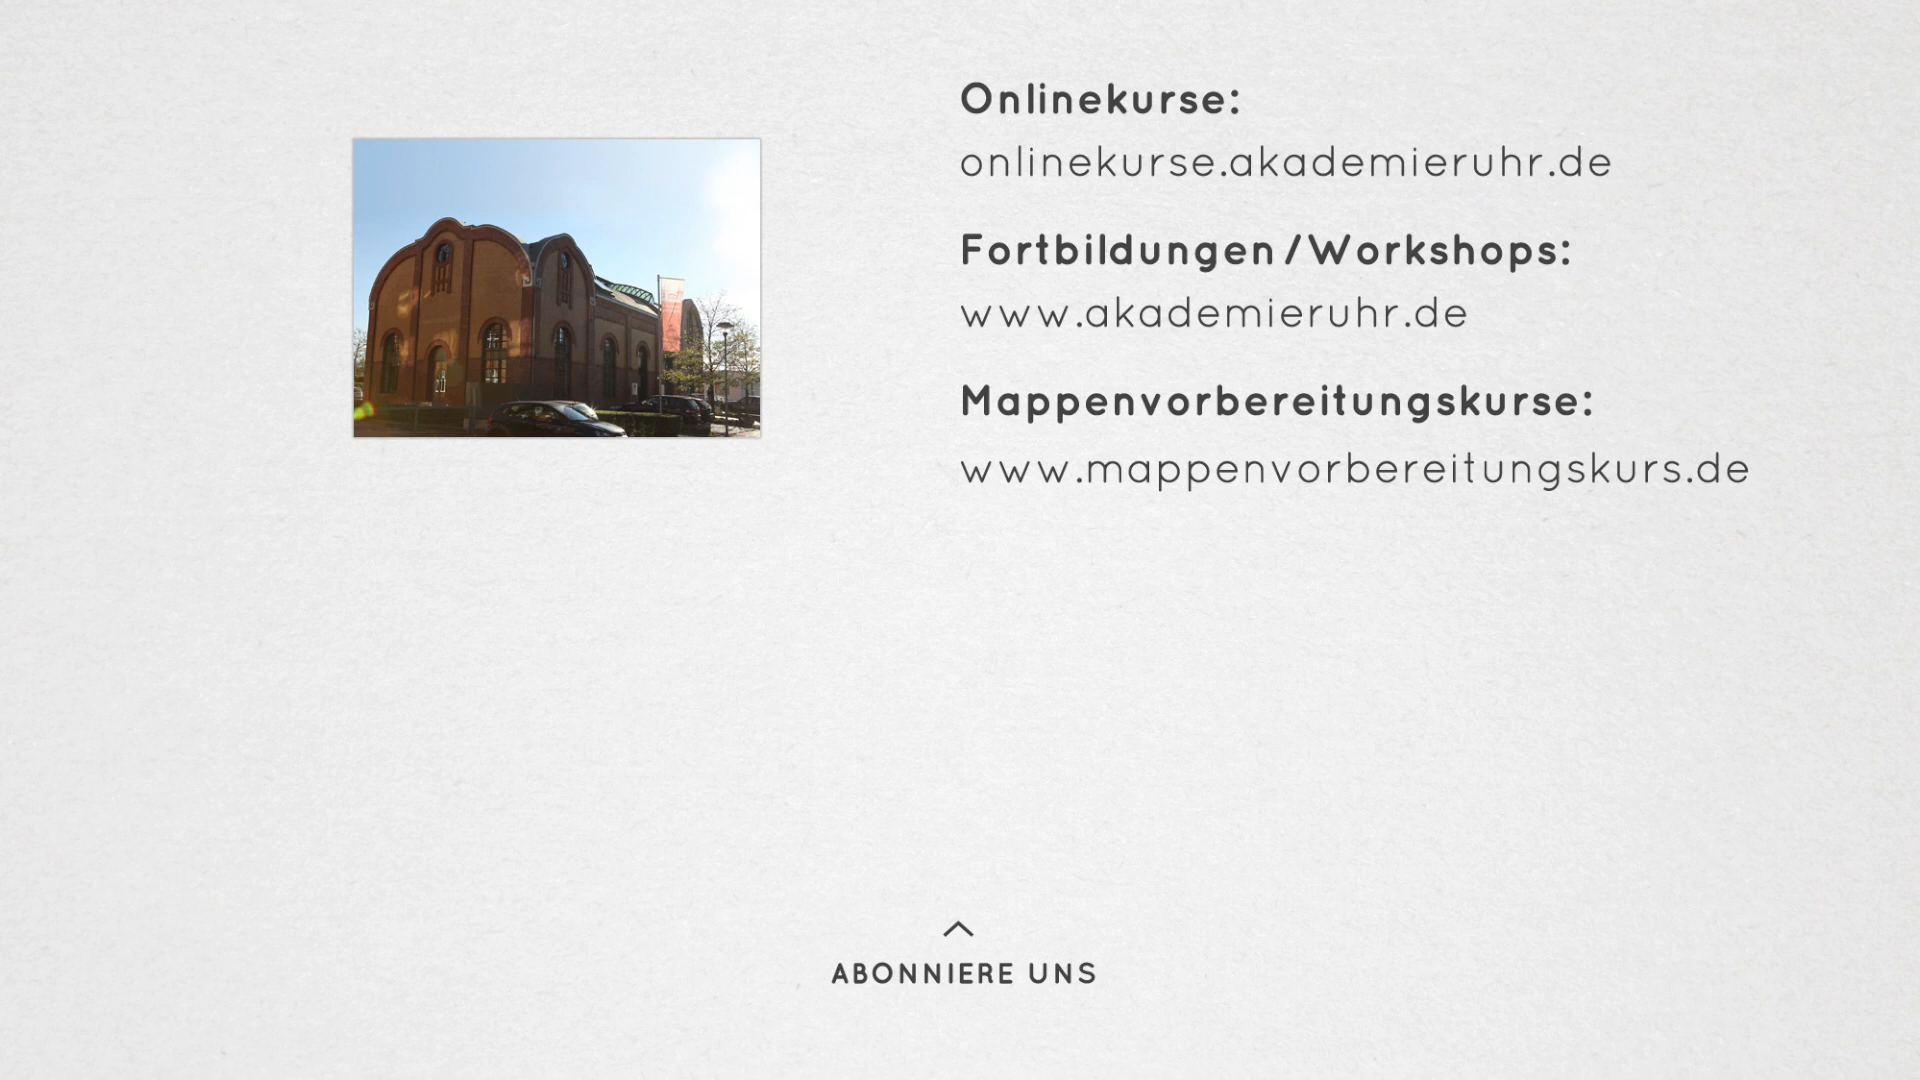 Onlinekurse:
onlinekurse.akademieruhr.de
Fortbildungen / Workshops:
www.akademieruhr.de
Mappenvorbereitungskurse:
www.mappenvorbereitungskurs.de
ABONNIERE UNS